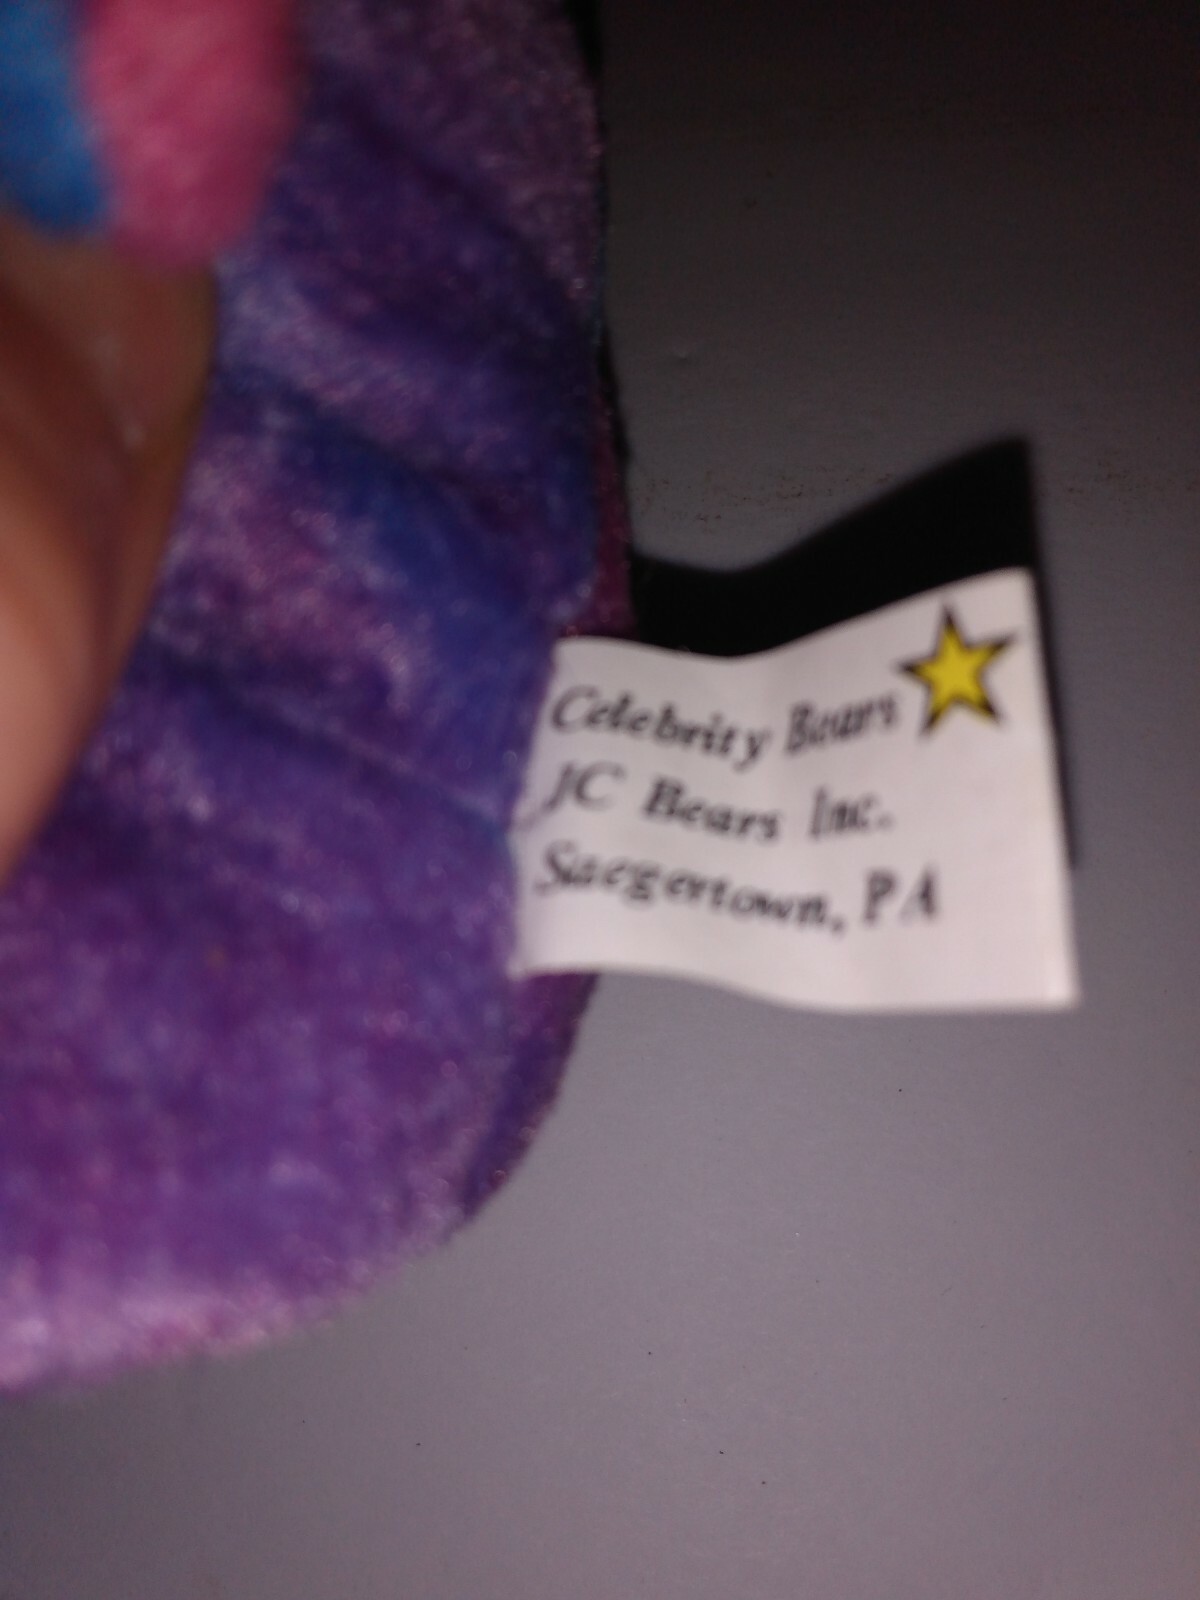 Celebrity Bears
JC Bears Inc.
Saegertown, PA